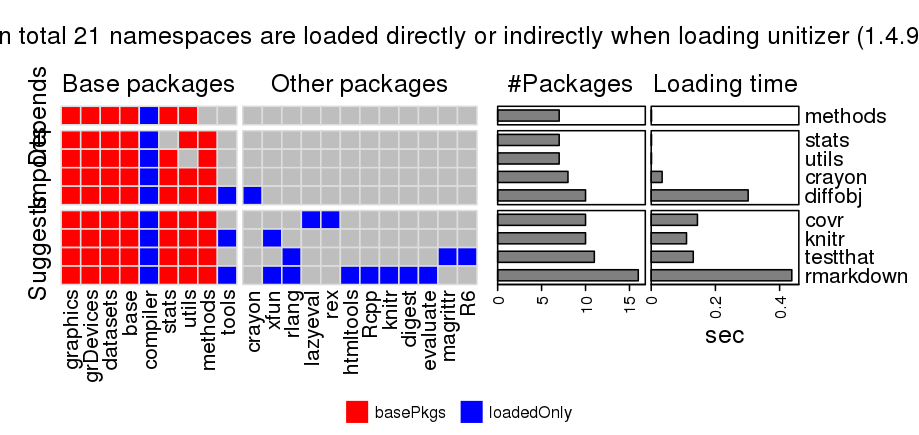 n total 21 namespaces are loaded directly or indirectly when loading unitizer (1.4.9
Base packages
Other packages
#Packages
Loading time
Depends
Imports
Suggests
methods
stats
utils
crayon
diffobj
covr
knitr
testthat
rmarkdown
graphics
grDevices
datasets
base
compiler
stats
utils
methods
tools
crayon
xfun
rlang
lazyeval
rex
htmltools
Rcpp
knitr
digest
evaluate
magrittr
R6
0 5 10 15
0 0.2 0.4
sec
basePkgs loadedOnly